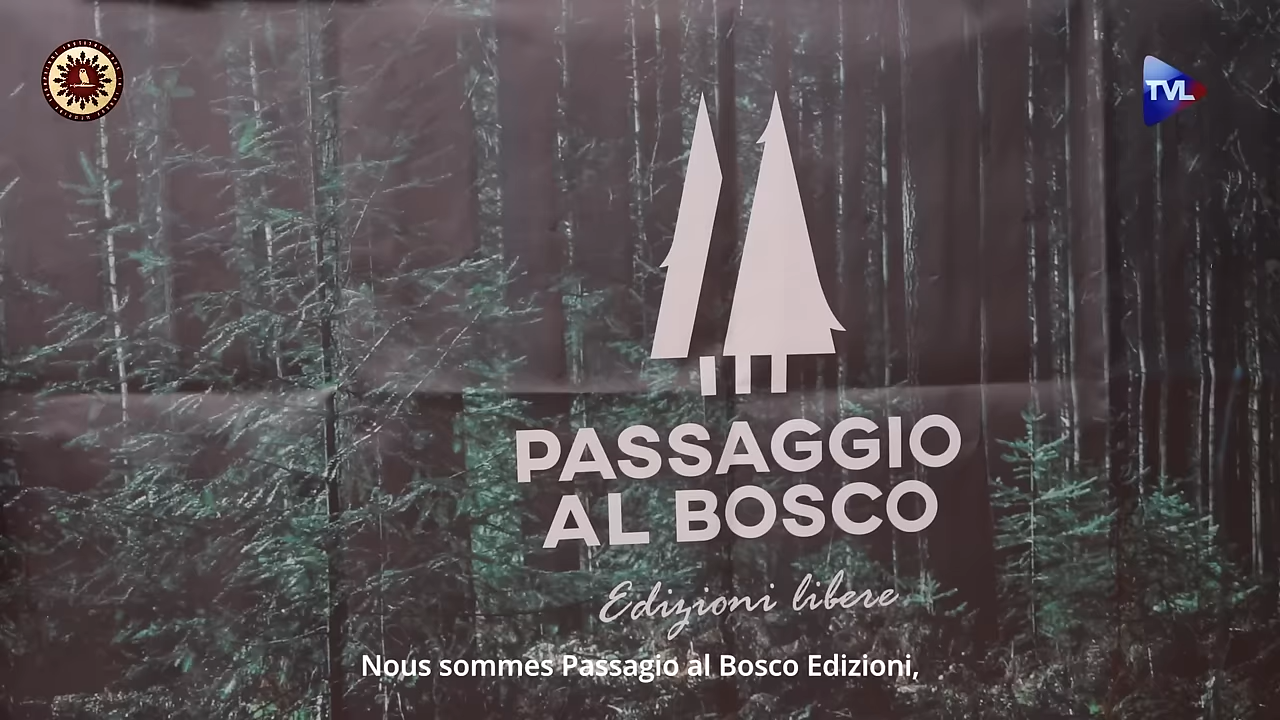 TVL
PASSAGGIO
AL BOSCO
Edizioni libere
Nous sommes Passagio al Bosco Edizioni,